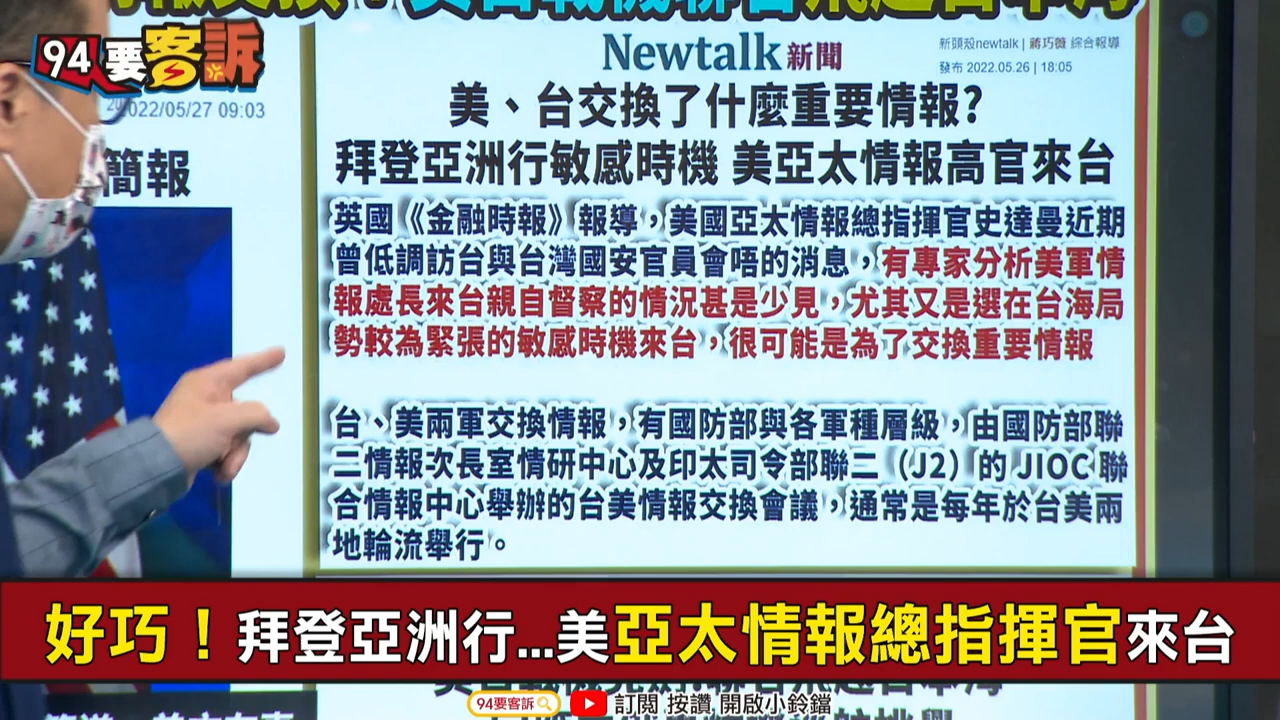 94要客訴
2022/05/27 09:03
簡報
Newtalk新聞
新頭殼newtalk | 蔣巧薇 綜合報導
發布 2022.05.26 | 18:05
美、台交換了什麼重要情報?
拜登亞洲行敏感時機 美亞太情報高官來台
英國《金融時報》報導，美國亞太情報總指揮官史達曼近期
曾低調訪台與台灣國安官員會唔的消息，有專家分析美軍情
報處長來台親自督察的情況甚是少見，尤其又是選在台海局
勢較為緊張的敏感時機來台，很可能是為了交換重要情報
台、美兩軍交換情報，有國防部與各軍種層級，由國防部聯
二情報次長室情研中心及印太司令部聯二（J2）的 JIOC 聯
合情報中心舉辦的台美情報交換會議，通常是每年於台美兩
地輪流舉行。
好巧！拜登亞洲行...美亞太情報總指揮官來台
94要客訴 訂閱 按讚 開啟小鈴鐺